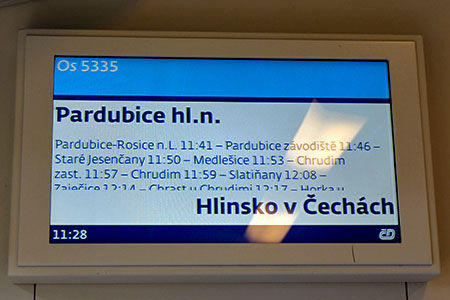 Os 5335
Pardubice hl.n.
Pardubice-Rosice n.L. 11:41 – Pardubice závodiště 11:46 –
Staré Jesenčany 11:50 – Medlešice 11:53 – Chrudim
zast. 11:57 – Chrudim 11:59 – Slatiňany 12:08 –
Zaječice 12:14 – Chrast u Chrudimi 12:17 – Horka u
Hlinsko v Čechách
11:28 ČD